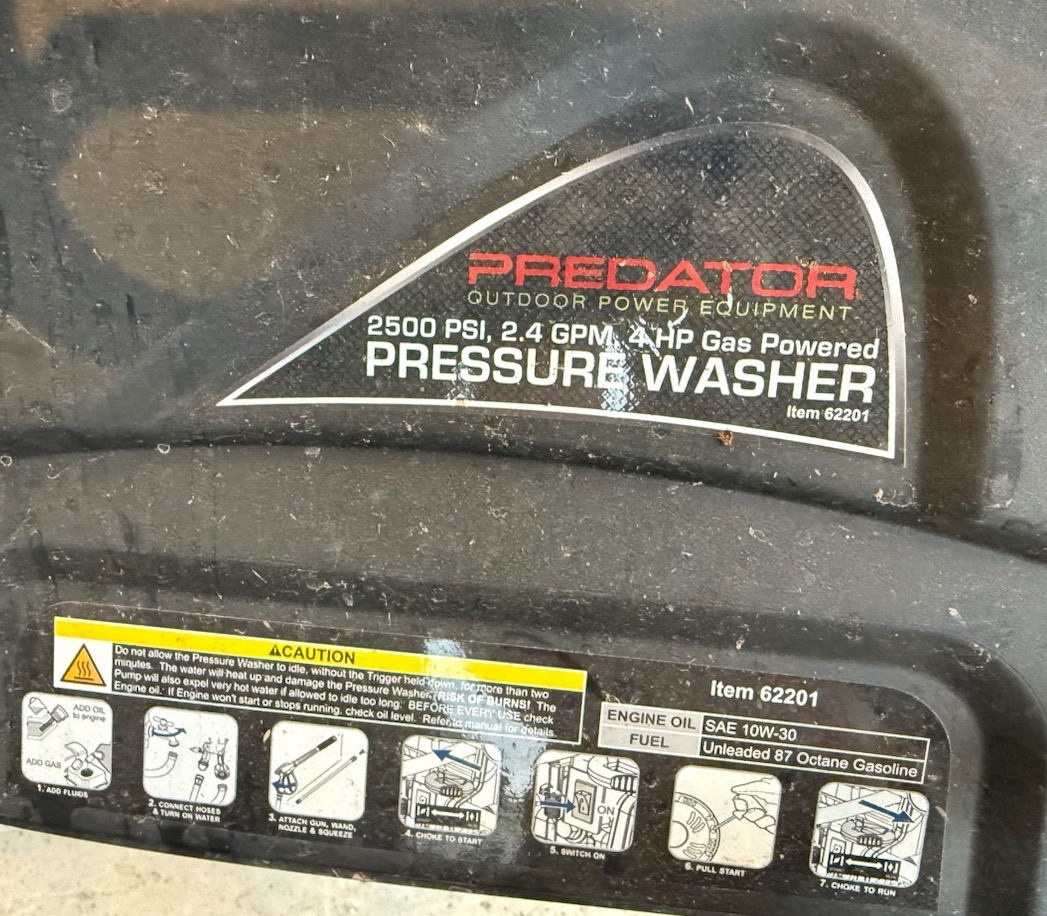 PREDATOR
OUTDOOR POWER EQUIPMENT
2500 PSI, 2.4 GPM, 4 HP Gas Powered
PRESSURE WASHER
Item 62201
⚠CAUTION
Do not allow the Pressure Washer to idle, without the Trigger held down, for more than two
minutes. The water will heat up and damage the Pressure Washer. RISK OF BURNS! The
Pump will also expel very hot water if allowed to idle too long. BEFORE EVERY USE check
Engine oil. If Engine won't start or stops running, check oil level. Refer to manual for details.
Item 62201
ENGINE OIL SAE 10W-30
FUEL Unleaded 87 Octane Gasoline
ADD OIL
to engine
ADD GAS
1. ADD FLUIDS
2. CONNECT HOSES
& TURN ON WATER
3. ATTACH GUN, WAND,
NOZZLE & SQUEEZE
4. CHOKE TO START
ON
5. SWITCH ON
6. PULL START
7. CHOKE TO RUN